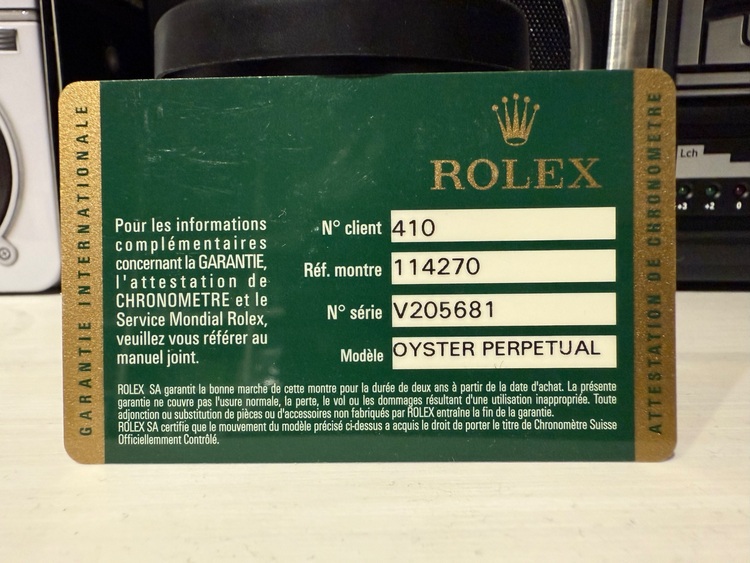 GARANTIE INTERNATIONALE
ROLEX
Pour les informations
complémentaires
concernant la GARANTIE,
l'attestation de
CHRONOMETRE et le
Service Mondial Rolex,
veuillez vous référer au
manuel joint.
N° client 410
Réf. montre 114270
N° série V205681
Modèle OYSTER PERPETUAL
ROLEX SA garantit la bonne marche de cette montre pour la durée de deux ans à partir de la date d'achat. La présente
garantie ne couvre pas l'usure normale, la perte, le vol ou les dommages résultant d'une utilisation inappropriée. Toute
adjonction ou substitution de pièces ou d'accessoires non fabriqués par ROLEX entraîne la fin de la garantie.
ROLEX SA certifie que le mouvement du modèle précisé ci-dessus a acquis le droit de porter le titre de Chronomètre Suisse
Officiellement Contrôlé.
ATTESTATION DE CHRONOMETRE
Lch
+3 +2 0